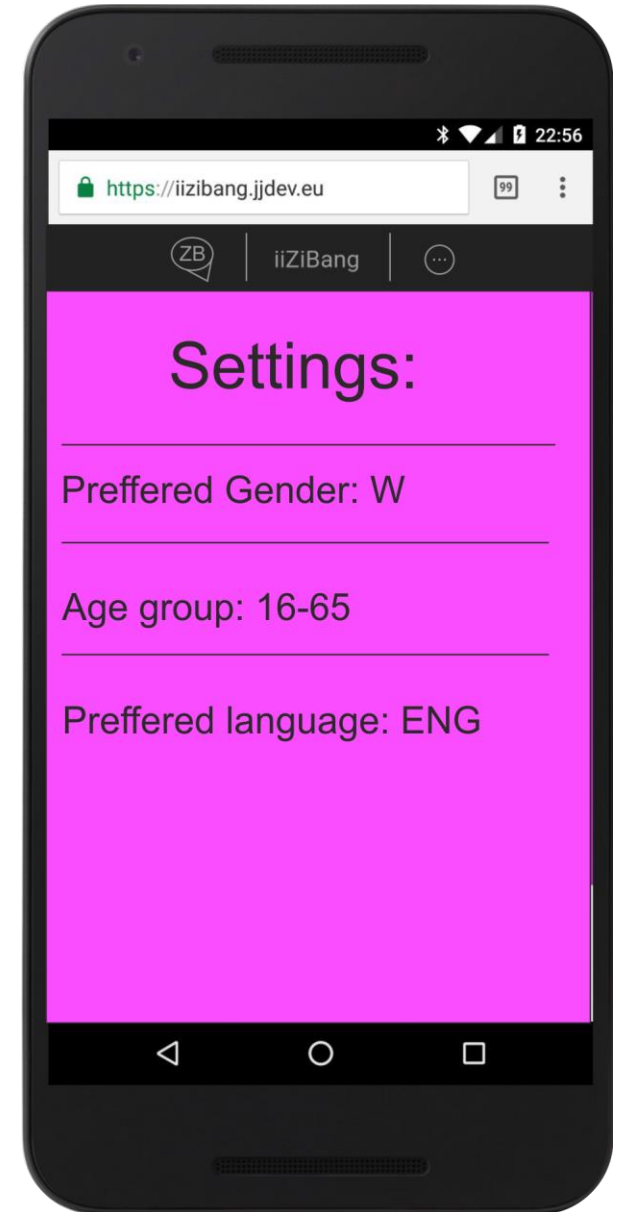 22:56
https://iizibang.jjdev.eu 99
ZB iiZiBang
Settings:
Preffered Gender: W
Age group: 16-65
Preffered language: ENG